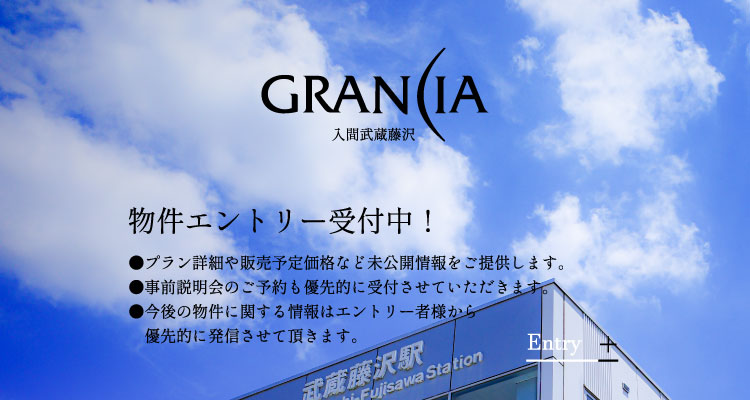 GRANCIA
入間武蔵藤沢
物件エントリー受付中！
●プラン詳細や販売予定価格など未公開情報をご提供します。
●事前説明会のご予約も優先的に受付させていただきます。
●今後の物件に関する情報はエントリー者様から
優先的に発信させて頂きます。
Entry +
武蔵藤沢駅
shi-Fujisawa Station